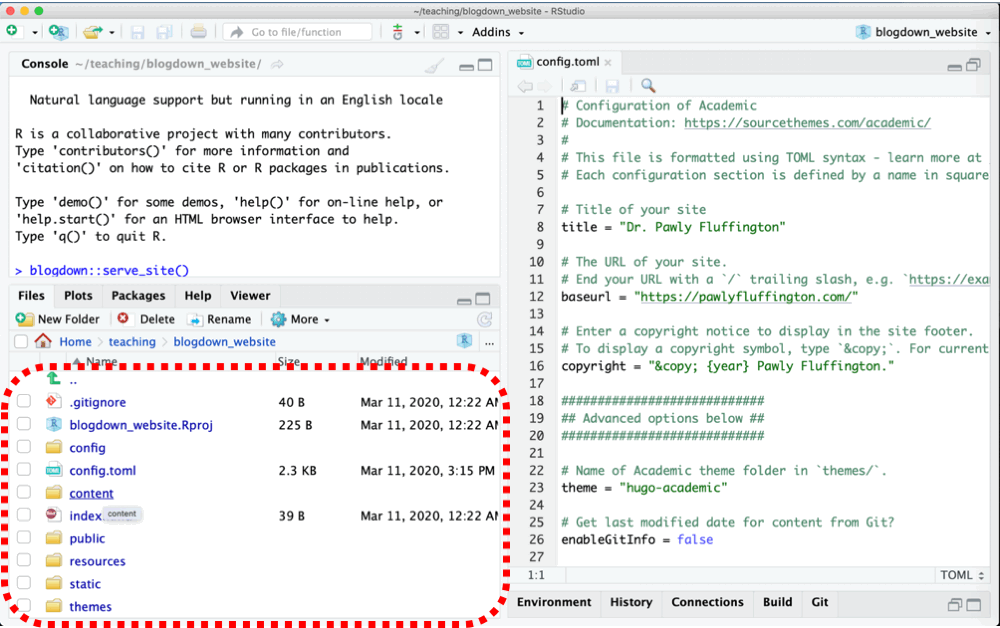 ~/teaching/blogdown_website - RStudio
Go to file/function
Addins
blogdown_website
Console ~/teaching/blogdown_website/
Natural language support but running in an English locale
R is a collaborative project with many contributors.
Type 'contributors()' for more information and
'citation()' on how to cite R or R packages in publications.
Type 'demo()' for some demos, 'help()' for on-line help, or
'help.start()' for an HTML browser interface to help.
Type 'q()' to quit R.
> blogdown::serve_site()
Files Plots Packages Help Viewer
New Folder Delete Rename More
Home teaching blogdown_website ...
Name Size Modified
..
.gitignore 40 B Mar 11, 2020, 12:22 AM
blogdown_website.Rproj 225 B Mar 11, 2020, 12:22 AM
config
config.toml 2.3 KB Mar 11, 2020, 3:15 PM
content
index content 39 B Mar 11, 2020, 12:22 AM
public
resources
static
themes
config.toml
1 # Configuration of Academic
2 # Documentation: https://sourcethemes.com/academic/
3 #
4 # This file is formatted using TOML syntax - learn more at
5 # Each configuration section is defined by a name in square
6
7 # Title of your site
8 title = "Dr. Pawly Fluffington"
9
10 # The URL of your site.
11 # End your URL with a `/` trailing slash, e.g. `https://exa
12 baseurl = "https://pawlyfluffington.com/"
13
14 # Enter a copyright notice to display in the site footer.
15 # To display a copyright symbol, type `&copy;`. For current
16 copyright = "&copy; {year} Pawly Fluffington."
17
18 ############################
19 ## Advanced options below ##
20 ############################
21
22 # Name of Academic theme folder in `themes/`.
23 theme = "hugo-academic"
24
25 # Get last modified date for content from Git?
26 enableGitInfo = false
27
1:1 TOML
Environment History Connections Build Git